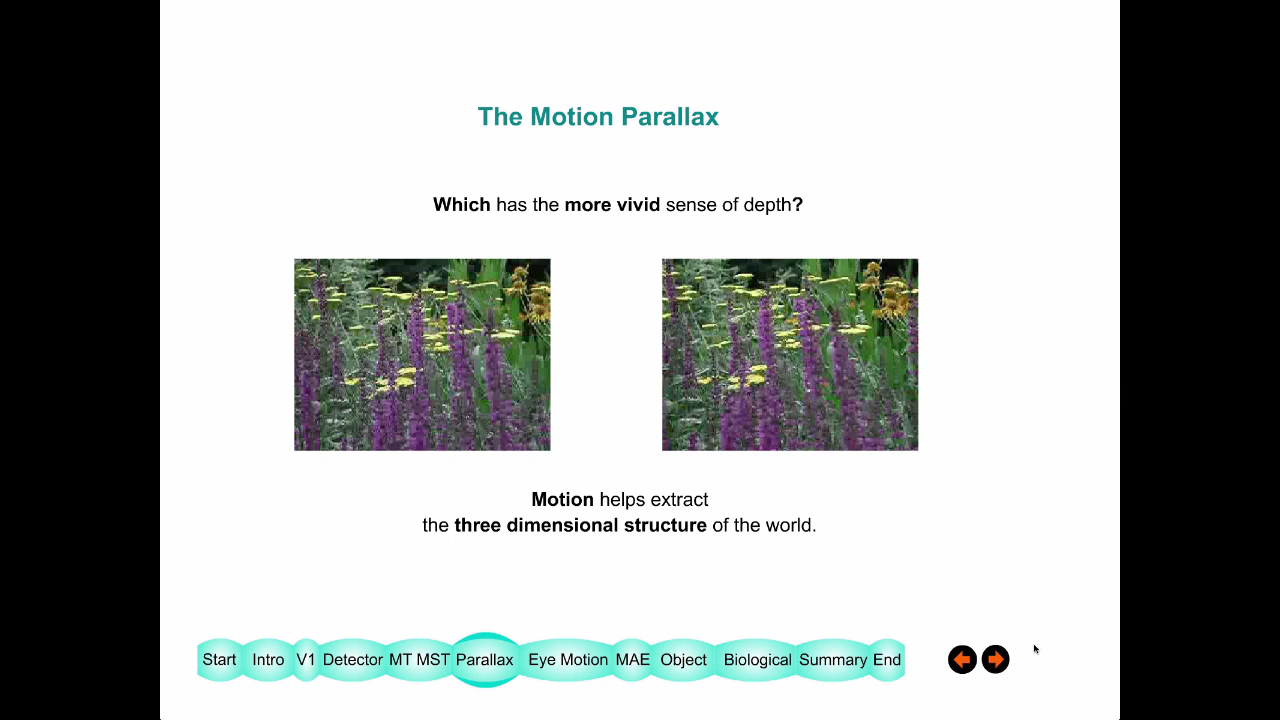 The Motion Parallax
Which has the more vivid sense of depth?
Motion helps extract
the three dimensional structure of the world.
Start Intro V1 Detector MT MST Parallax Eye Motion MAE Object Biological Summary End